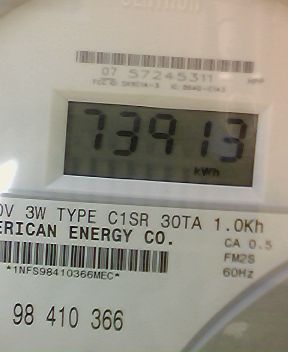 CENTRON
07 57245311
73913
kWh
0V 3W TYPE C1SR 30TA 1.0Kh
ERICAN ENERGY CO.
CA 0.5
FM2S
*1NFS98410366MEC*
60Hz
98 410 366